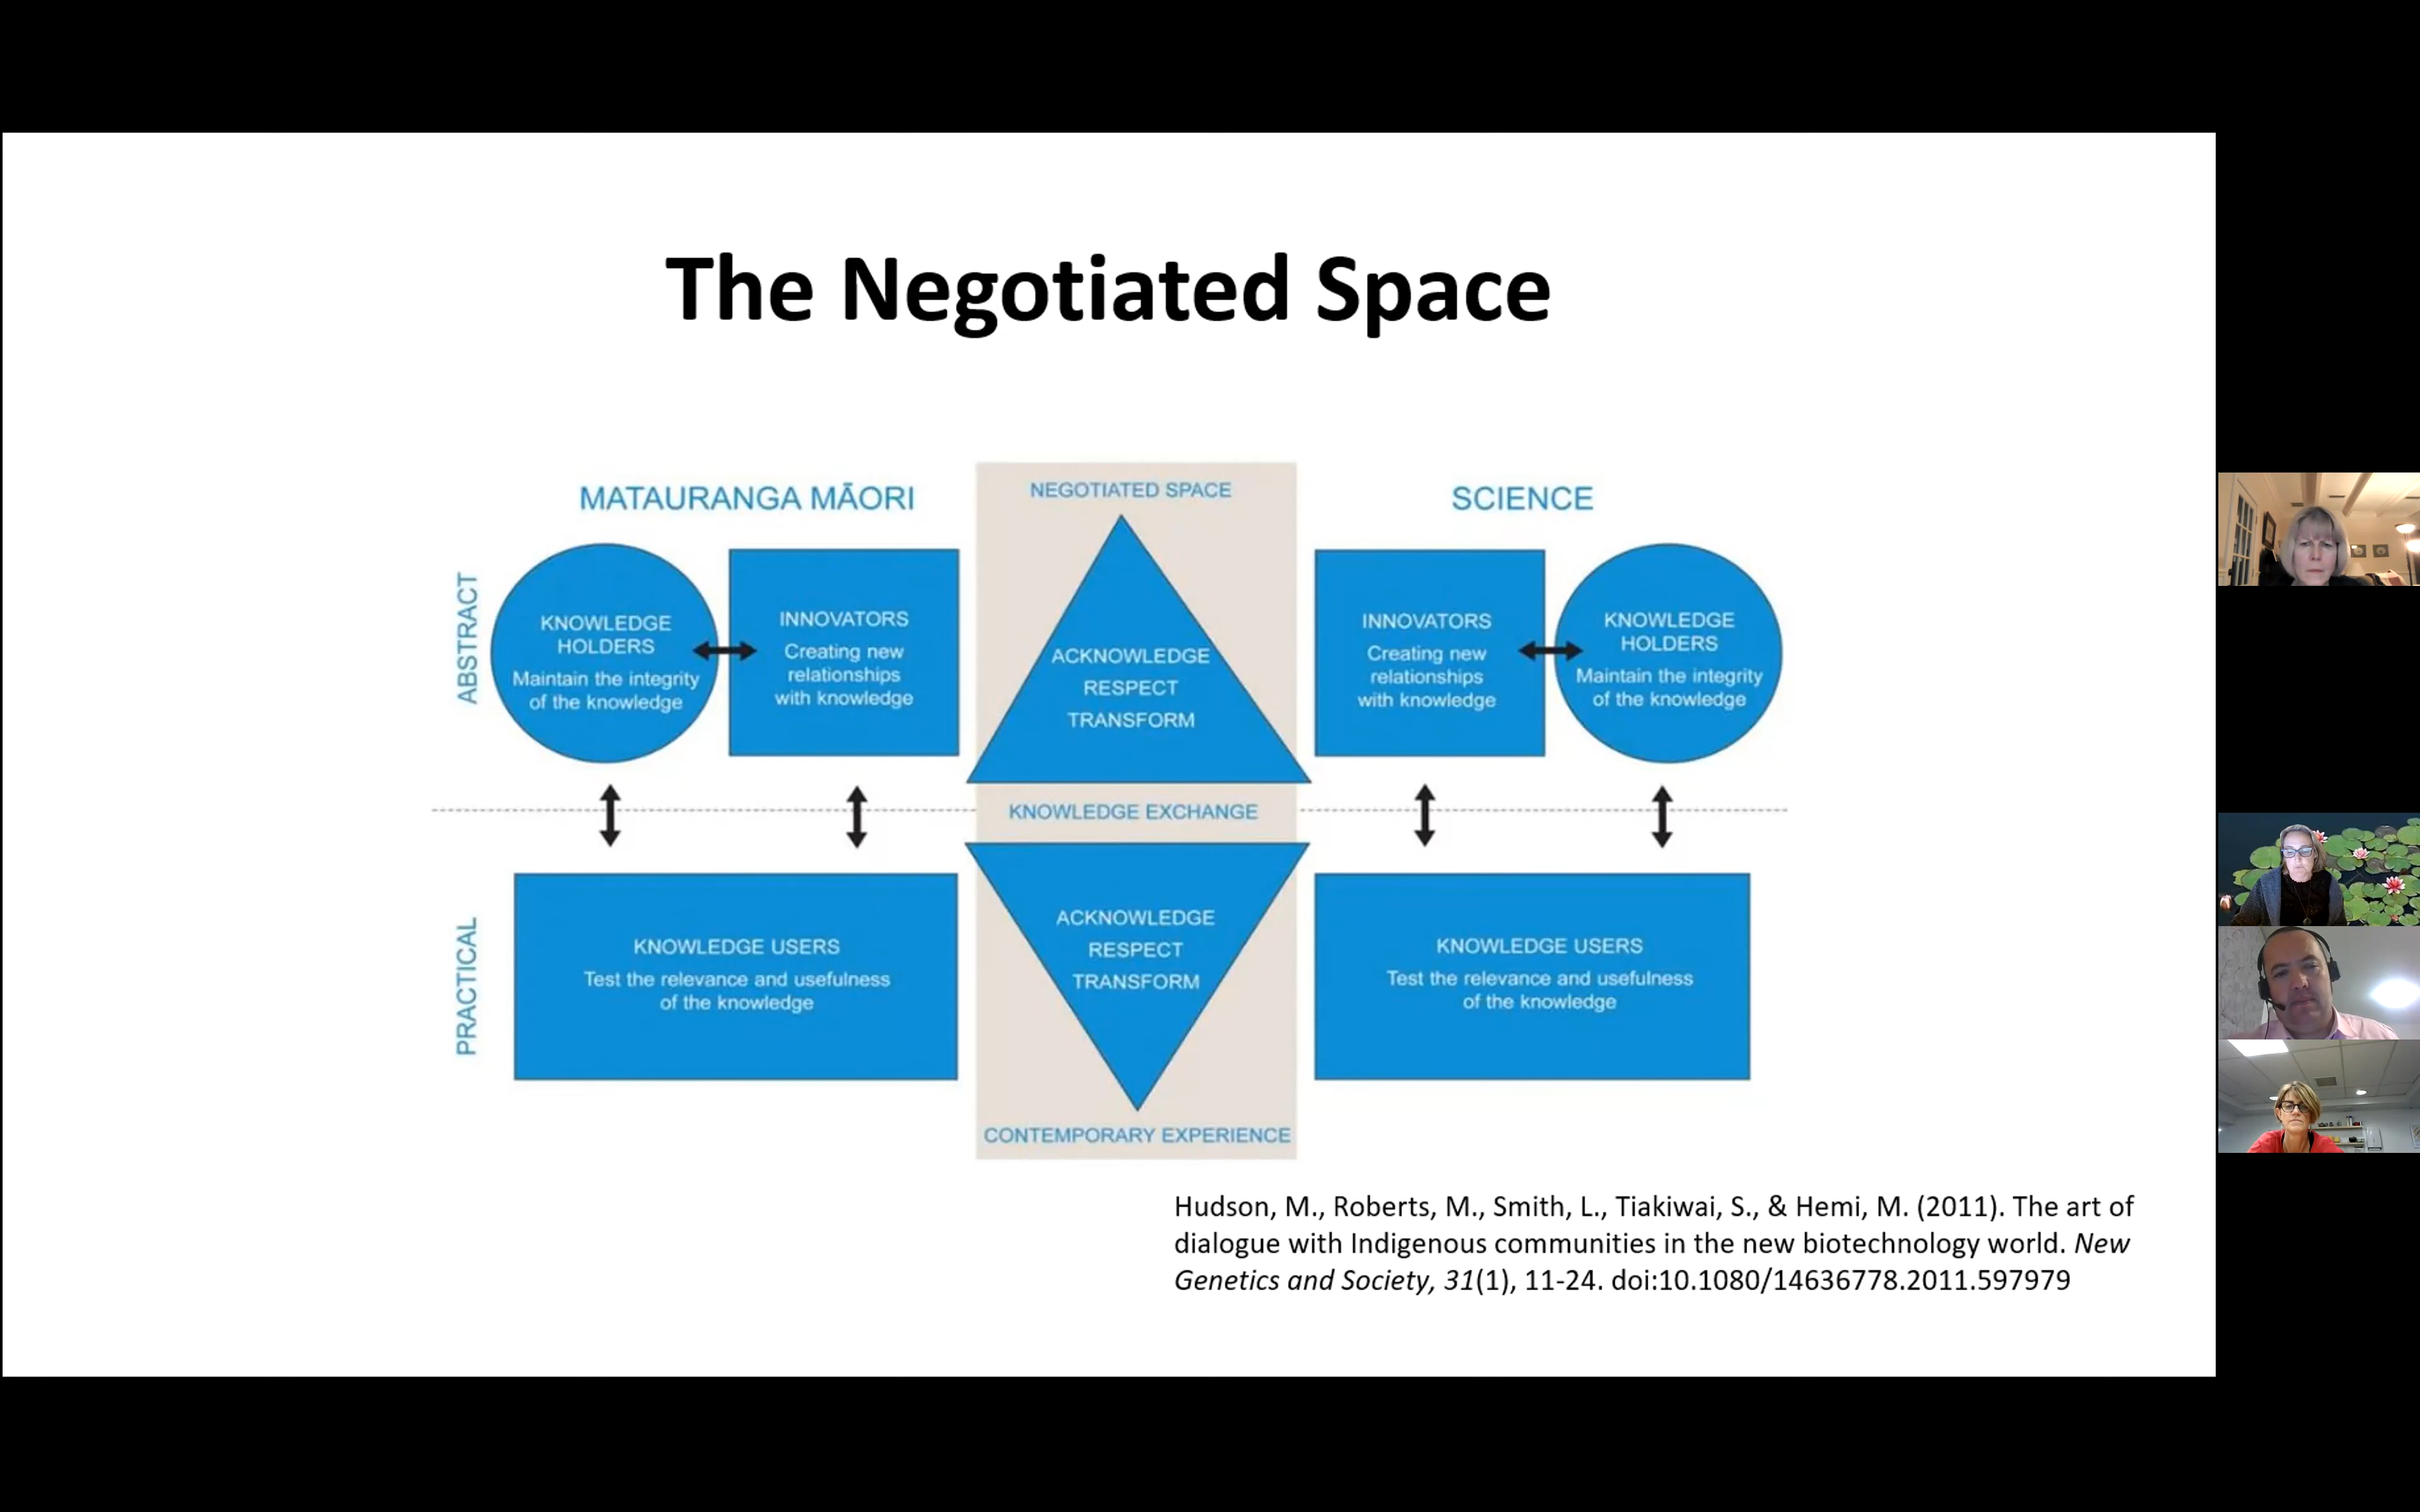 The Negotiated Space
MATAURANGA MĀORI
NEGOTIATED SPACE
SCIENCE
ABSTRACT
KNOWLEDGE
HOLDERS
Maintain the integrity
of the knowledge
INNOVATORS
Creating new
relationships
with knowledge
ACKNOWLEDGE
RESPECT
TRANSFORM
INNOVATORS
Creating new
relationships
with knowledge
KNOWLEDGE
HOLDERS
Maintain the integrity
of the knowledge
KNOWLEDGE EXCHANGE
PRACTICAL
KNOWLEDGE USERS
Test the relevance and usefulness
of the knowledge
ACKNOWLEDGE
RESPECT
TRANSFORM
KNOWLEDGE USERS
Test the relevance and usefulness
of the knowledge
CONTEMPORARY EXPERIENCE
Hudson, M., Roberts, M., Smith, L., Tiakiwai, S., & Hemi, M. (2011). The art of
dialogue with Indigenous communities in the new biotechnology world. New
Genetics and Society, 31(1), 11-24. doi:10.1080/14636778.2011.597979